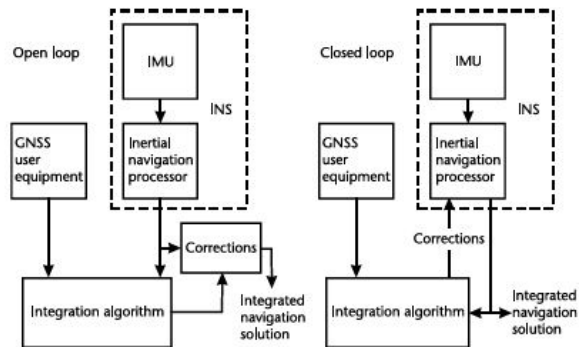 Open loop
IMU
INS
GNSS
user
equipment
Inertial
navigation
processor
Corrections
Integration algorithm
Integrated
navigation
solution
Closed loop
IMU
INS
GNSS
user
equipment
Inertial
navigation
processor
Corrections
Integration algorithm
Integrated
navigation
solution